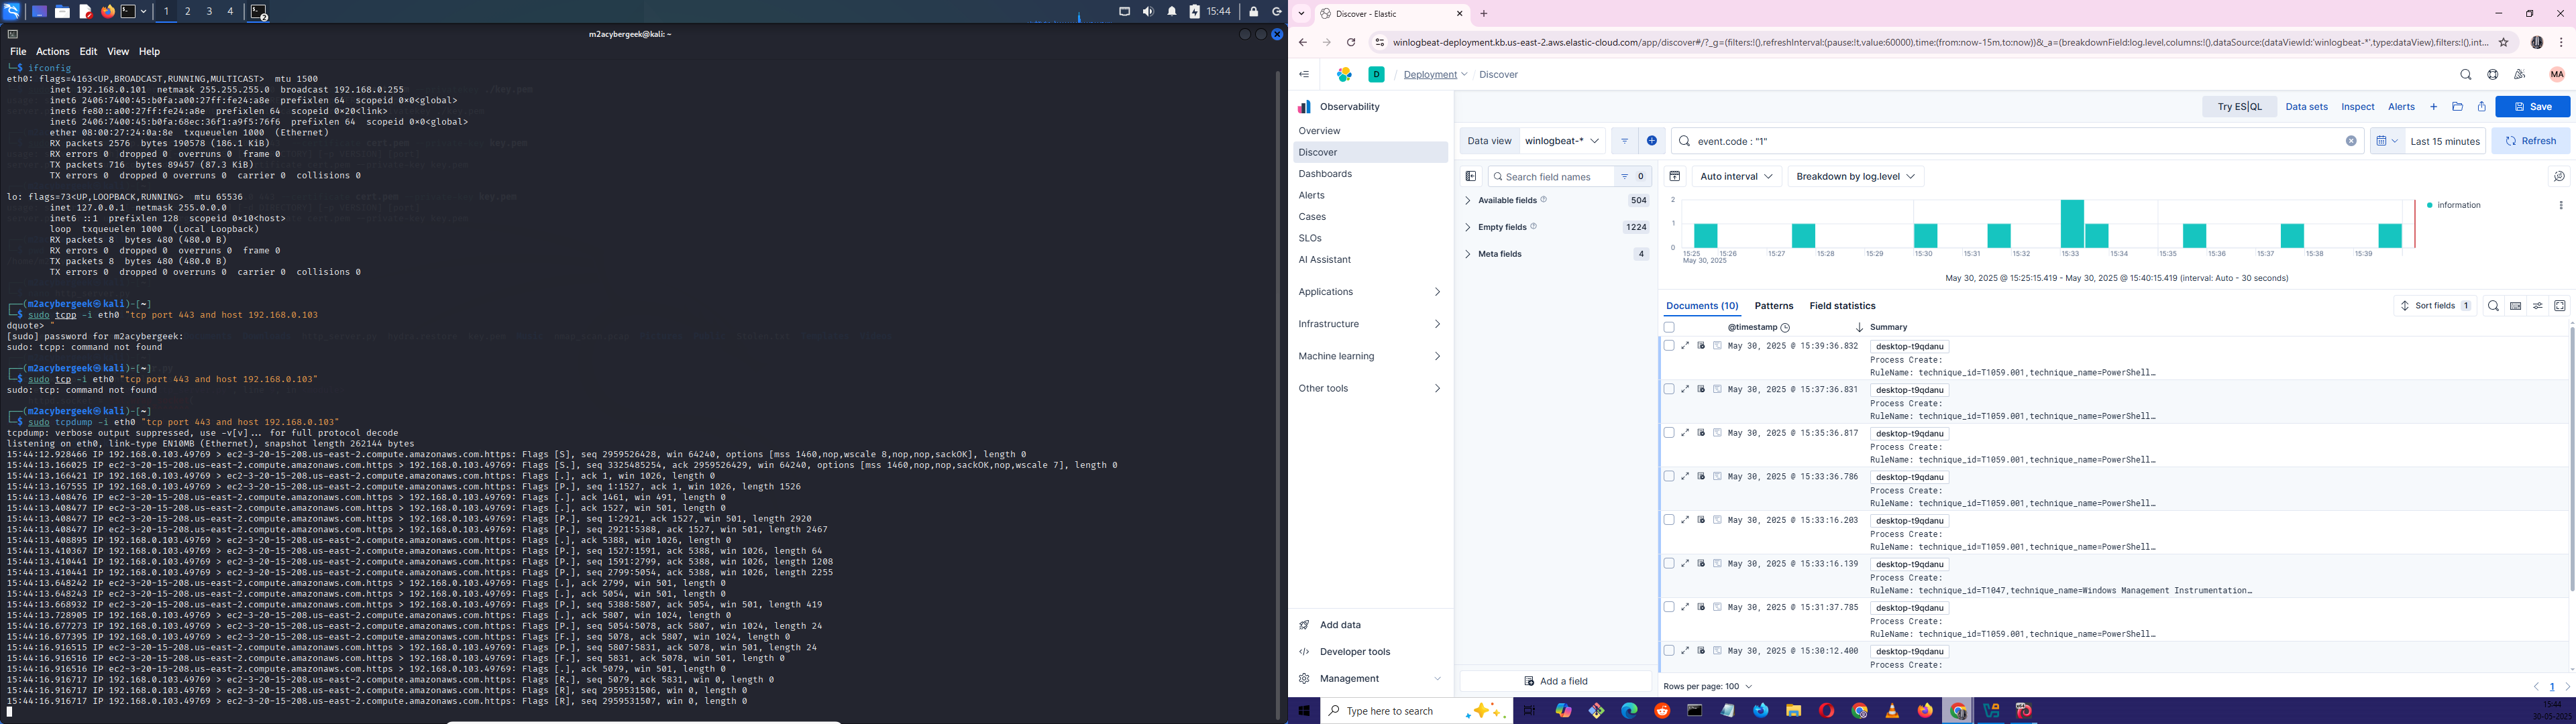 1 2 3 4 15:44
m2acybergeek@kali: ~
File Actions Edit View Help
└─$ ifconfig
eth0: flags=4163<UP,BROADCAST,RUNNING,MULTICAST> mtu 1500
inet 192.168.0.101 netmask 255.255.255.0 broadcast 192.168.0.255
inet6 2406:7400:45:b0fa:a00:27ff:fe24:a8e prefixlen 64 scopeid 0×0<global>
inet6 fe80::a00:27ff:fe24:a8e prefixlen 64 scopeid 0×20<link>
inet6 2406:7400:45:b0fa:68ec:36f1:a9f5:76f6 prefixlen 64 scopeid 0×0<global>
ether 08:00:27:24:0a:8e txqueuelen 1000 (Ethernet)
RX packets 2576 bytes 190578 (186.1 KiB)
RX errors 0 dropped 0 overruns 0 frame 0
TX packets 716 bytes 89457 (87.3 KiB)
TX errors 0 dropped 0 overruns 0 carrier 0 collisions 0
lo: flags=73<UP,LOOPBACK,RUNNING> mtu 65536
inet 127.0.0.1 netmask 255.0.0.0
inet6 ::1 prefixlen 128 scopeid 0×10<host>
loop txqueuelen 1000 (Local Loopback)
RX packets 8 bytes 480 (480.0 B)
RX errors 0 dropped 0 overruns 0 frame 0
TX packets 8 bytes 480 (480.0 B)
TX errors 0 dropped 0 overruns 0 carrier 0 collisions 0
┌──(m2acybergeek㉿kali)-[~]
└─$ sudo tcpp -i eth0 "tcp port 443 and host 192.168.0.103
dquote> "
[sudo] password for m2acybergeek:
sudo: tcpp: command not found
┌──(m2acybergeek㉿kali)-[~]
└─$ sudo tcp -i eth0 "tcp port 443 and host 192.168.0.103"
sudo: tcp: command not found
┌──(m2acybergeek㉿kali)-[~]
└─$ sudo tcpdump -i eth0 "tcp port 443 and host 192.168.0.103"
tcpdump: verbose output suppressed, use -v[v]... for full protocol decode
listening on eth0, link-type EN10MB (Ethernet), snapshot length 262144 bytes
15:44:12.928466 IP 192.168.0.103.49769 > ec2-3-20-15-208.us-east-2.compute.amazonaws.com.https: Flags [S], seq 2959526428, win 64240, options [mss 1460,nop,wscale 8,nop,nop,sackOK], length 0
15:44:13.166025 IP ec2-3-20-15-208.us-east-2.compute.amazonaws.com.https > 192.168.0.103.49769: Flags [S.], seq 3325485254, ack 2959526429, win 64240, options [mss 1460,nop,nop,sackOK,nop,wscale 7], length 0
15:44:13.166421 IP 192.168.0.103.49769 > ec2-3-20-15-208.us-east-2.compute.amazonaws.com.https: Flags [.], ack 1, win 1026, length 0
15:44:13.167555 IP 192.168.0.103.49769 > ec2-3-20-15-208.us-east-2.compute.amazonaws.com.https: Flags [P.], seq 1:1527, ack 1, win 1026, length 1526
15:44:13.408476 IP ec2-3-20-15-208.us-east-2.compute.amazonaws.com.https > 192.168.0.103.49769: Flags [.], ack 1461, win 491, length 0
15:44:13.408477 IP ec2-3-20-15-208.us-east-2.compute.amazonaws.com.https > 192.168.0.103.49769: Flags [.], ack 1527, win 501, length 0
15:44:13.408477 IP ec2-3-20-15-208.us-east-2.compute.amazonaws.com.https > 192.168.0.103.49769: Flags [P.], seq 1:2921, ack 1527, win 501, length 2920
15:44:13.408477 IP ec2-3-20-15-208.us-east-2.compute.amazonaws.com.https > 192.168.0.103.49769: Flags [P.], seq 2921:5388, ack 1527, win 501, length 2467
15:44:13.408895 IP 192.168.0.103.49769 > ec2-3-20-15-208.us-east-2.compute.amazonaws.com.https: Flags [.], ack 5388, win 1026, length 0
15:44:13.410367 IP 192.168.0.103.49769 > ec2-3-20-15-208.us-east-2.compute.amazonaws.com.https: Flags [P.], seq 1527:1591, ack 5388, win 1026, length 64
15:44:13.410441 IP 192.168.0.103.49769 > ec2-3-20-15-208.us-east-2.compute.amazonaws.com.https: Flags [P.], seq 1591:2799, ack 5388, win 1026, length 1208
15:44:13.410441 IP 192.168.0.103.49769 > ec2-3-20-15-208.us-east-2.compute.amazonaws.com.https: Flags [P.], seq 2799:5054, ack 5388, win 1026, length 2255
15:44:13.648242 IP ec2-3-20-15-208.us-east-2.compute.amazonaws.com.https > 192.168.0.103.49769: Flags [.], ack 2799, win 501, length 0
15:44:13.648243 IP ec2-3-20-15-208.us-east-2.compute.amazonaws.com.https > 192.168.0.103.49769: Flags [.], ack 5054, win 501, length 0
15:44:13.668932 IP ec2-3-20-15-208.us-east-2.compute.amazonaws.com.https > 192.168.0.103.49769: Flags [P.], seq 5388:5807, ack 5054, win 501, length 419
15:44:13.728905 IP 192.168.0.103.49769 > ec2-3-20-15-208.us-east-2.compute.amazonaws.com.https: Flags [.], ack 5807, win 1024, length 0
15:44:16.677273 IP 192.168.0.103.49769 > ec2-3-20-15-208.us-east-2.compute.amazonaws.com.https: Flags [P.], seq 5054:5078, ack 5807, win 1024, length 24
15:44:16.677395 IP 192.168.0.103.49769 > ec2-3-20-15-208.us-east-2.compute.amazonaws.com.https: Flags [F.], seq 5078, ack 5807, win 1024, length 0
15:44:16.916515 IP ec2-3-20-15-208.us-east-2.compute.amazonaws.com.https > 192.168.0.103.49769: Flags [P.], seq 5807:5831, ack 5078, win 501, length 24
15:44:16.916516 IP ec2-3-20-15-208.us-east-2.compute.amazonaws.com.https > 192.168.0.103.49769: Flags [F.], seq 5831, ack 5078, win 501, length 0
15:44:16.916516 IP ec2-3-20-15-208.us-east-2.compute.amazonaws.com.https > 192.168.0.103.49769: Flags [.], ack 5079, win 501, length 0
15:44:16.916717 IP 192.168.0.103.49769 > ec2-3-20-15-208.us-east-2.compute.amazonaws.com.https: Flags [R.], seq 5079, ack 5831, win 0, length 0
15:44:16.916717 IP 192.168.0.103.49769 > ec2-3-20-15-208.us-east-2.compute.amazonaws.com.https: Flags [R], seq 2959531506, win 0, length 0
15:44:16.916717 IP 192.168.0.103.49769 > ec2-3-20-15-208.us-east-2.compute.amazonaws.com.https: Flags [R], seq 2959531507, win 0, length 0
Discover - Elastic
winlogbeat-deployment.kb.us-east-2.aws.elastic-cloud.com/app/discover#/?_g=(filters:!(),refreshInterval:(pause:!t,value:60000),time:(from:now-15m,to:now))&_a=(breakdownField:log.level,columns:!(),dataSource:(dataViewId:'winlogbeat-*',type:dataView),filters:!(),int...
D / Deployment / Discover MA
Observability
Overview
Discover
Dashboards
Alerts
Cases
SLOs
AI Assistant
Applications
Infrastructure
Machine learning
Other tools
Add data
Developer tools
Management
Try ES|QL Data sets Inspect Alerts Save
Data view winlogbeat-* event.code : "1" Last 15 minutes Refresh
Search field names 0
Available fields 504
Empty fields 1224
Meta fields 4
Add a field
Auto interval Breakdown by log.level
2
1
0
information
15:25 15:26 15:27 15:28 15:29 15:30 15:31 15:32 15:33 15:34 15:35 15:36 15:37 15:38 15:39
May 30, 2025
May 30, 2025 @ 15:25:15.419 - May 30, 2025 @ 15:40:15.419 (interval: Auto - 30 seconds)
Documents (10) Patterns Field statistics Sort fields 1
@timestamp Summary
May 30, 2025 @ 15:39:36.832 desktop-t9qdanu
Process Create:
RuleName: technique_id=T1059.001,technique_name=PowerShell…
May 30, 2025 @ 15:37:36.831 desktop-t9qdanu
Process Create:
RuleName: technique_id=T1059.001,technique_name=PowerShell…
May 30, 2025 @ 15:35:36.817 desktop-t9qdanu
Process Create:
RuleName: technique_id=T1059.001,technique_name=PowerShell…
May 30, 2025 @ 15:33:36.786 desktop-t9qdanu
Process Create:
RuleName: technique_id=T1059.001,technique_name=PowerShell…
May 30, 2025 @ 15:33:16.203 desktop-t9qdanu
Process Create:
RuleName: technique_id=T1059.001,technique_name=PowerShell…
May 30, 2025 @ 15:33:16.139 desktop-t9qdanu
Process Create:
RuleName: technique_id=T1047,technique_name=Windows Management Instrumentation…
May 30, 2025 @ 15:31:37.785 desktop-t9qdanu
Process Create:
RuleName: technique_id=T1059.001,technique_name=PowerShell…
May 30, 2025 @ 15:30:12.400 desktop-t9qdanu
Process Create:
Rows per page: 100 1
Type here to search
15:44
30-05-2025